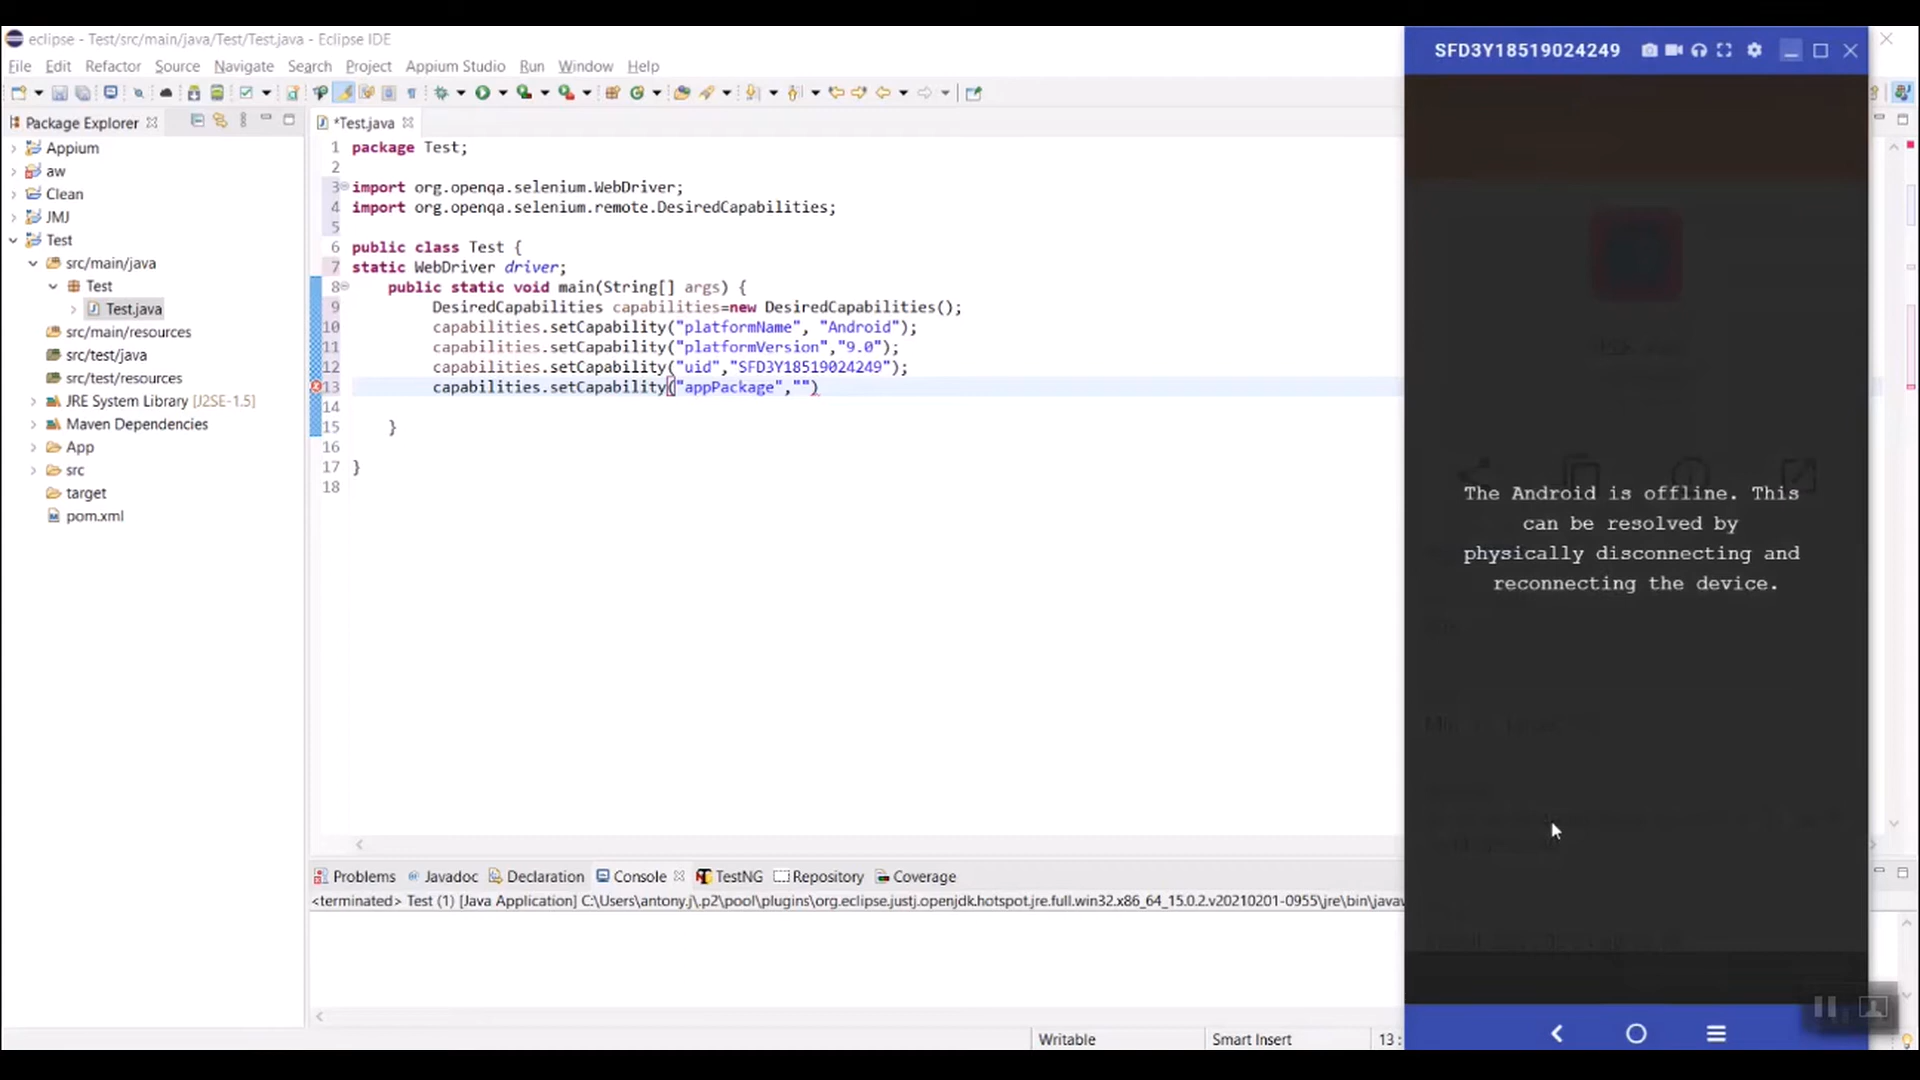 eclipse - Test/src/main/java/Test/Test.java - Eclipse IDE
File Edit Refactor Source Navigate Search Project Appium Studio Run Window Help
Package Explorer
Appium
aw
Clean
JMJ
Test
src/main/java
Test
Test.java
src/main/resources
src/test/java
src/test/resources
JRE System Library [J2SE-1.5]
Maven Dependencies
App
src
target
pom.xml
*Test.java
1 package Test;
2
3 import org.openqa.selenium.WebDriver;
4 import org.openqa.selenium.remote.DesiredCapabilities;
5
6 public class Test {
7 static WebDriver driver;
8 public static void main(String[] args) {
9 DesiredCapabilities capabilities=new DesiredCapabilities();
10 capabilities.setCapability("platformName", "Android");
11 capabilities.setCapability("platformVersion","9.0");
12 capabilities.setCapability("uid","SFD3Y18519024249");
13 capabilities.setCapability("appPackage","")
14
15 }
16
17 }
18
Problems Javadoc Declaration Console TestNG Repository Coverage
<terminated> Test (1) [Java Application] C:\Users\antony.j\.p2\pool\plugins\org.eclipse.justj.openjdk.hotspot.jre.full.win32.x86_64_15.0.2.v20210201-0955\jre\bin\javaw
Writable Smart Insert 13 :
SFD3Y18519024249
The Android is offline. This
can be resolved by
physically disconnecting and
reconnecting the device.